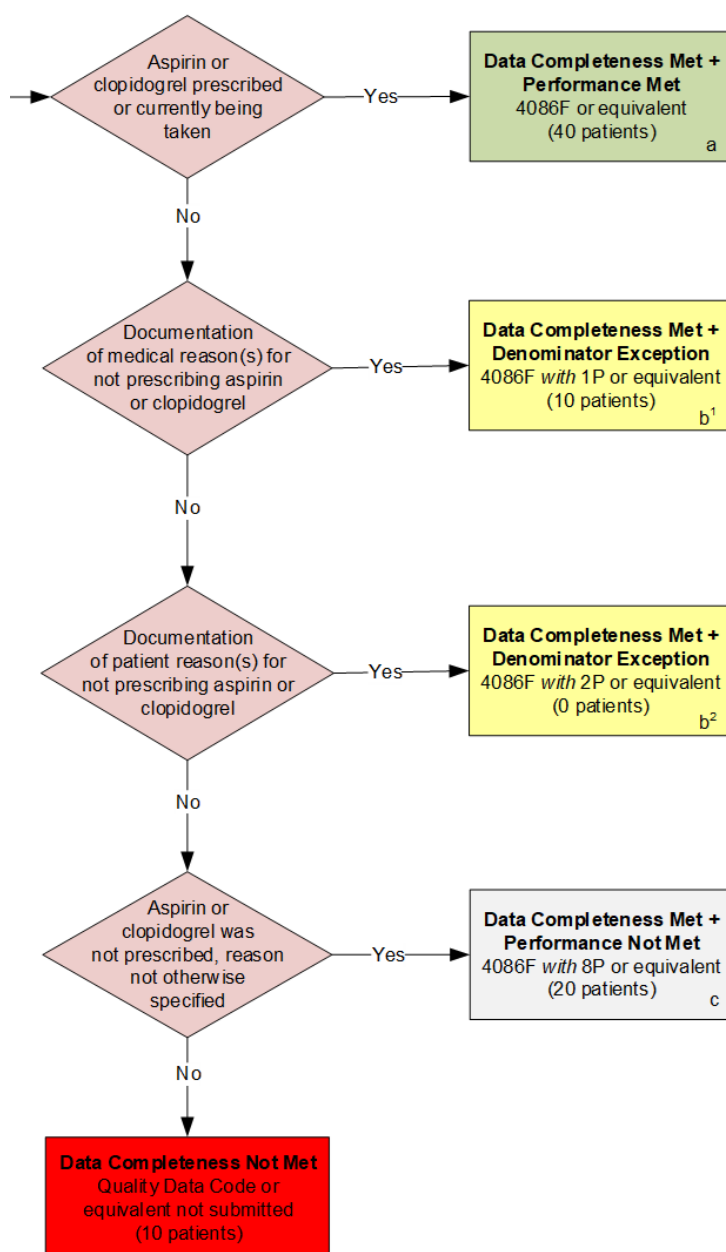 Aspirin or
clopidogrel prescribed
or currently being
taken
Yes
Data Completeness Met +
Performance Met
4086F or equivalent
(40 patients)
a
No
Documentation
of medical reason(s) for
not prescribing aspirin
or clopidogrel
Yes
Data Completeness Met +
Denominator Exception
4086F with 1P or equivalent
(10 patients)
b¹
No
Documentation
of patient reason(s) for
not prescribing aspirin or
clopidogrel
Yes
Data Completeness Met +
Denominator Exception
4086F with 2P or equivalent
(0 patients)
b²
No
Aspirin or
clopidogrel was
not prescribed, reason
not otherwise
specified
Yes
Data Completeness Met +
Performance Not Met
4086F with 8P or equivalent
(20 patients)
c
No
Data Completeness Not Met
Quality Data Code or
equivalent not submitted
(10 patients)